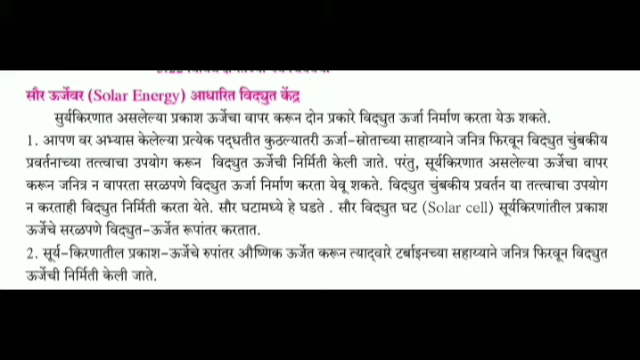 सौर ऊर्जेवर (Solar Energy) आधारित विद्युत केंद्र
सुर्यकिरणात असलेल्या प्रकाश ऊर्जेचा वापर करून दोन प्रकारे विद्युत ऊर्जा निर्माण करता येऊ शकते.
1. आपण वर अभ्यास केलेल्या प्रत्येक पद्धतीत कुठल्यातरी ऊर्जा-स्रोताच्या साहाय्याने जनित्र फिरवून विद्युत चुंबकीय
प्रवर्तनाच्या तत्त्वाचा उपयोग करून विद्युत ऊर्जेची निर्मिती केली जाते. परंतु, सूर्यकिरणात असलेल्या ऊर्जेचा वापर
करून जनित्र न वापरता सरळपणे विद्युत ऊर्जा निर्माण करता येवू शकते. विद्युत चुंबकीय प्रवर्तन या तत्त्वाचा उपयोग
न करताही विद्युत निर्मिती करता येते. सौर घटामध्ये हे घडते . सौर विद्युत घट (Solar cell) सूर्यकिरणांतील प्रकाश
ऊर्जेचे सरळपणे विद्युत-ऊर्जेत रूपांतर करतात.
2. सूर्य-किरणातील प्रकाश-ऊर्जेचे रुपांतर औष्णिक ऊर्जेत करून त्याद्वारे टर्बाइनच्या सहाय्याने जनित्र फिरवून विद्युत
ऊर्जेची निर्मिती केली जाते.